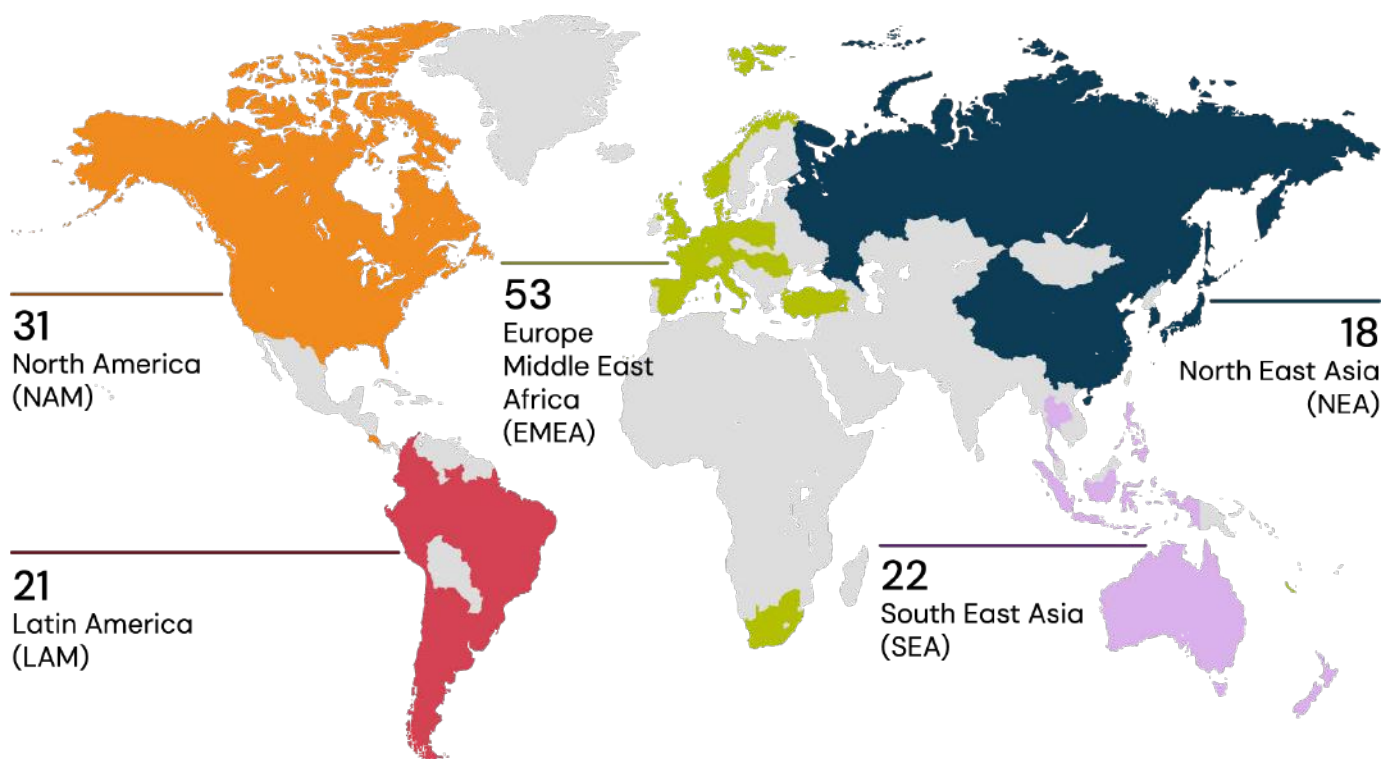 31
North America
(NAM)
53
Europe
Middle East
Africa
(EMEA)
18
North East Asia
(NEA)
21
Latin America
(LAM)
22
South East Asia
(SEA)